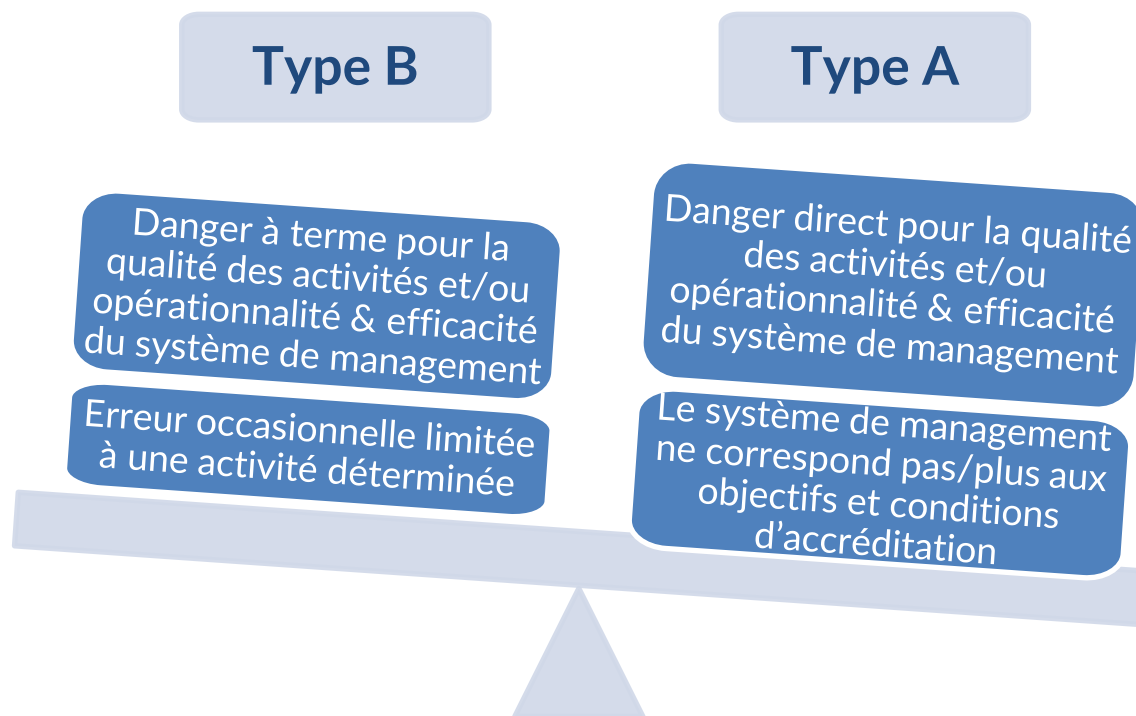 Type B
Danger à terme pour la
qualité des activités et/ou
opérationnalité & efficacité
du système de management
Erreur occasionnelle limitée
à une activité déterminée
Type A
Danger direct pour la qualité
des activités et/ou
opérationnalité & efficacité
du système de management
Le système de management
ne correspond pas/plus aux
objectifs et conditions
d’accréditation